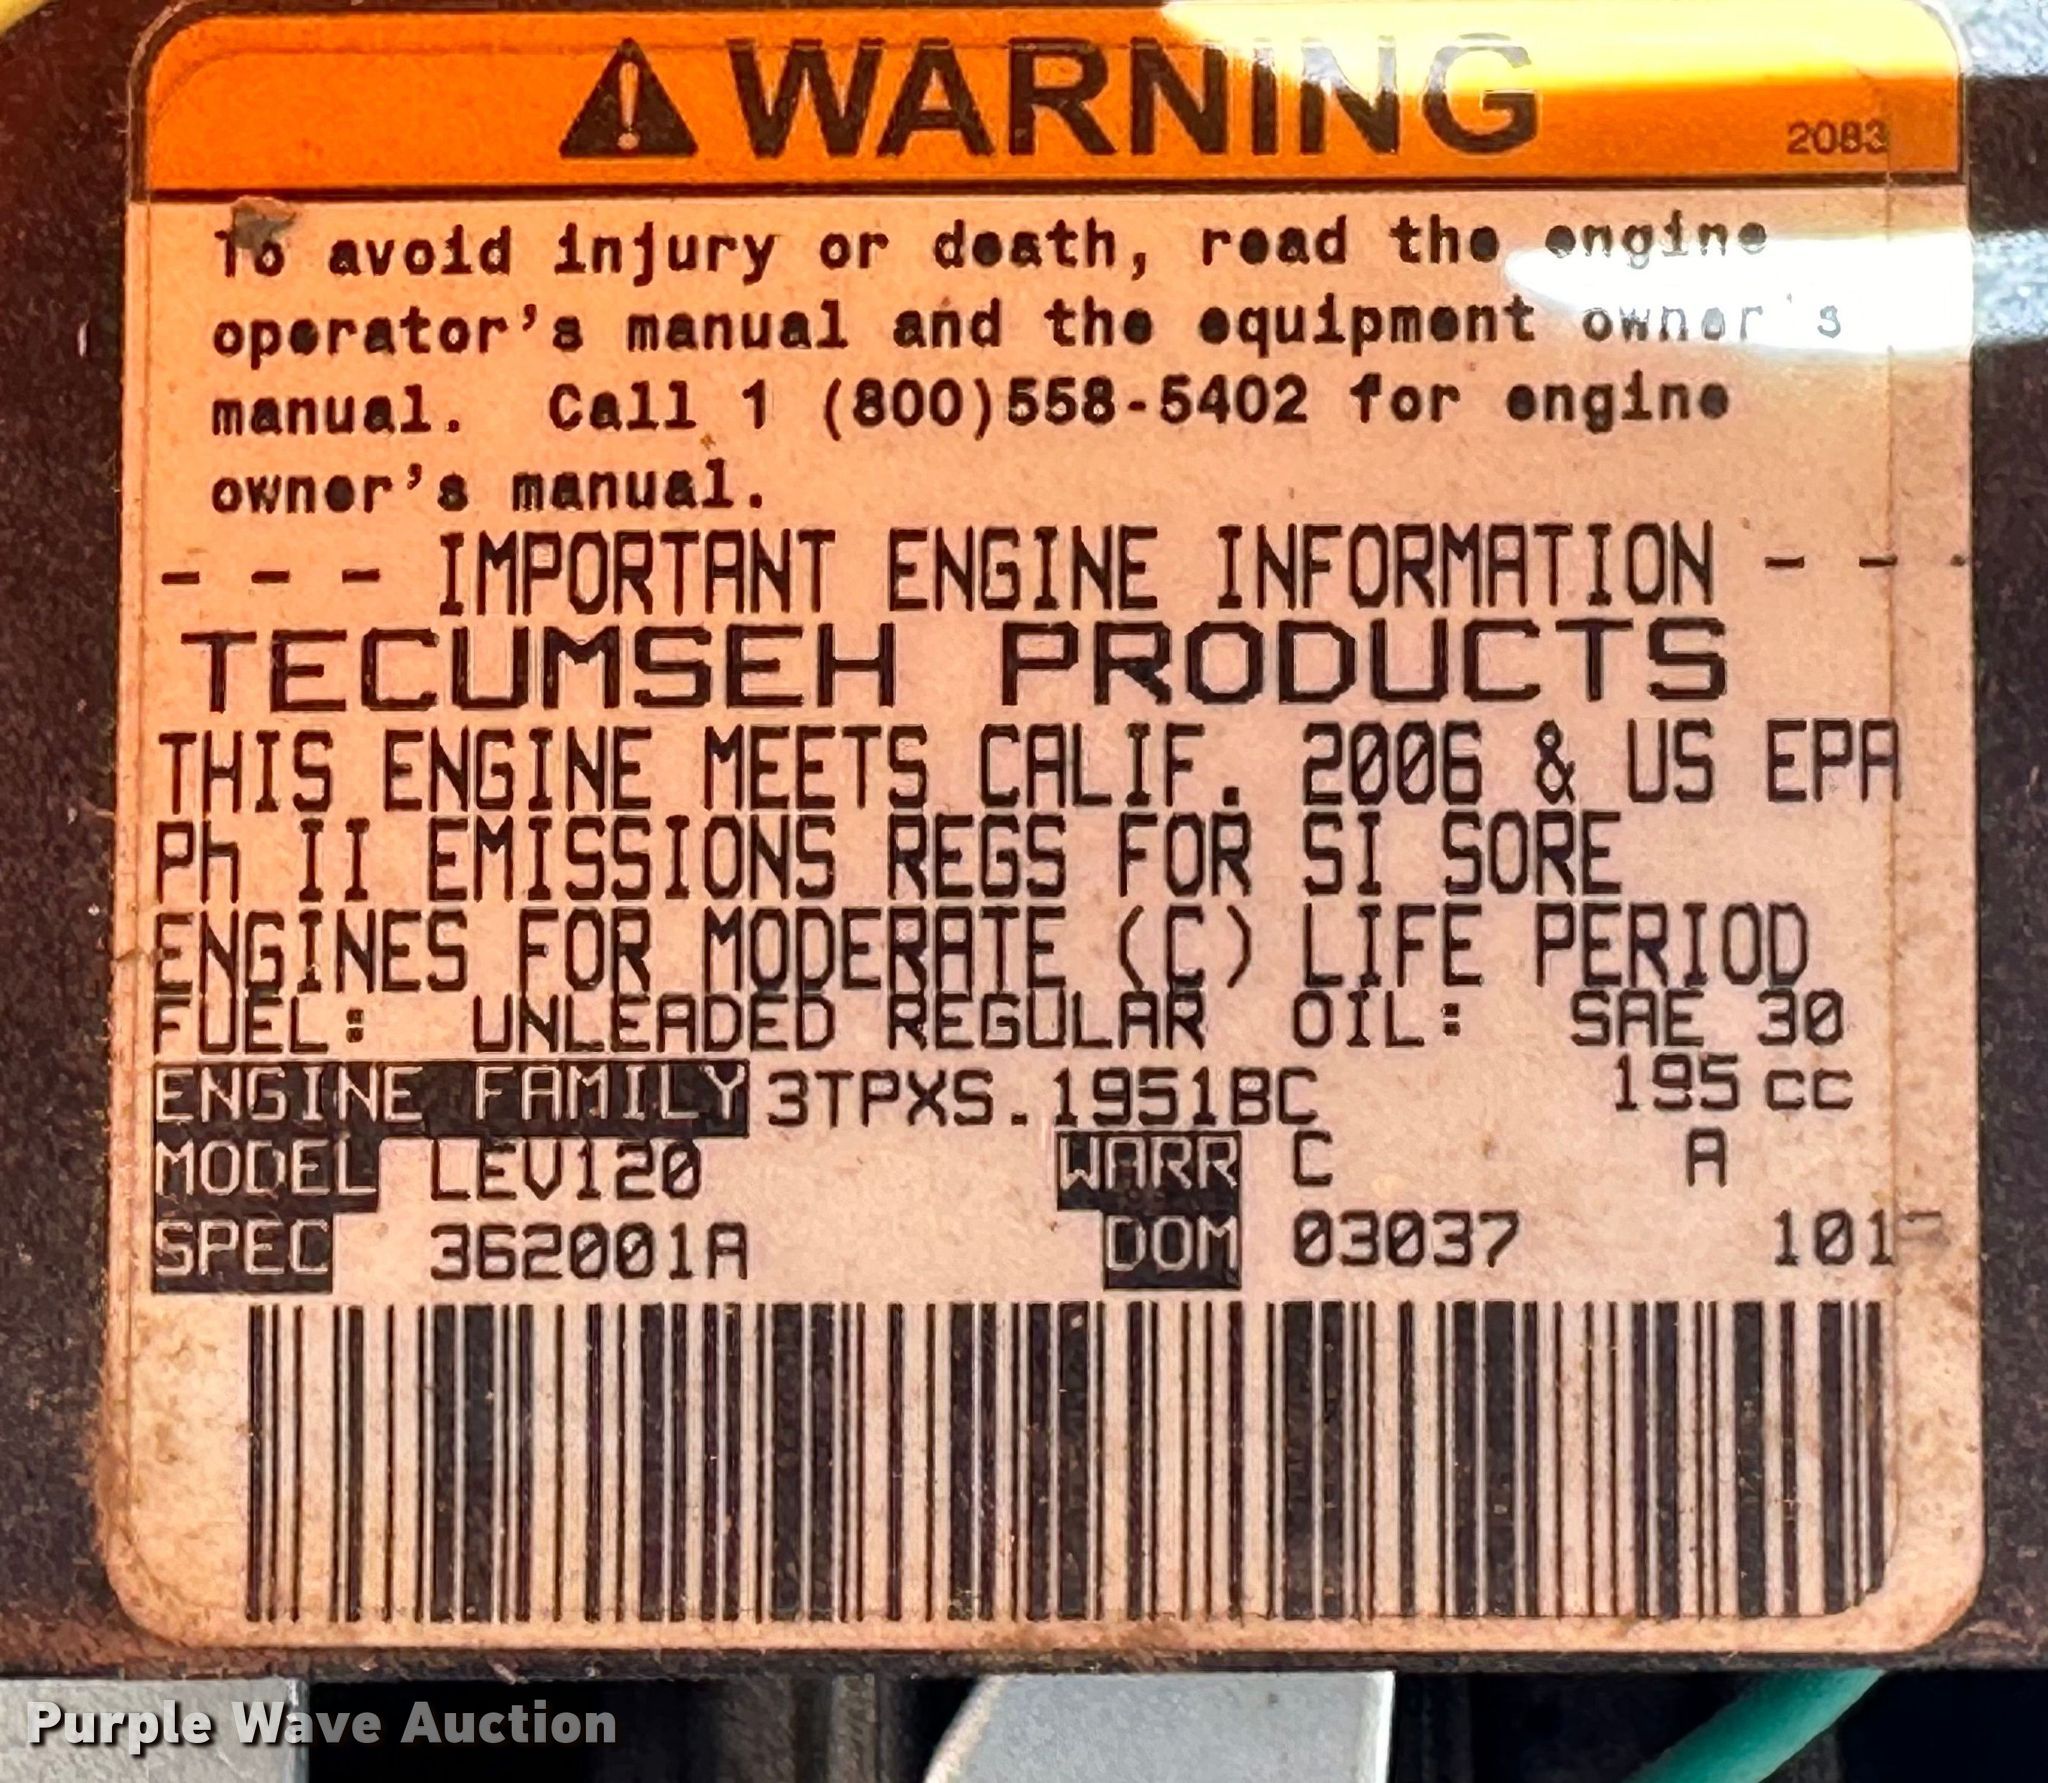 WARNING
2083
To avoid injury or death, read the engine
operator's manual and the equipment owner's
manual. Call 1 (800)558-5402 for engine
owner's manual.
- - - IMPORTANT ENGINE INFORMATION - - -
TECUMSEH PRODUCTS
THIS ENGINE MEETS CALIF. 2006 & US EPA
Ph II EMISSIONS REGS FOR SI SORE
ENGINES FOR MODERATE (C) LIFE PERIOD
FUEL: UNLEADED REGULAR OIL: SAE 30
ENGINE FAMILY 3TPXS.1951BC 195 cc
MODEL LEV120 WARR C A
SPEC 362001A DOM 03037
Purple Wave Auction